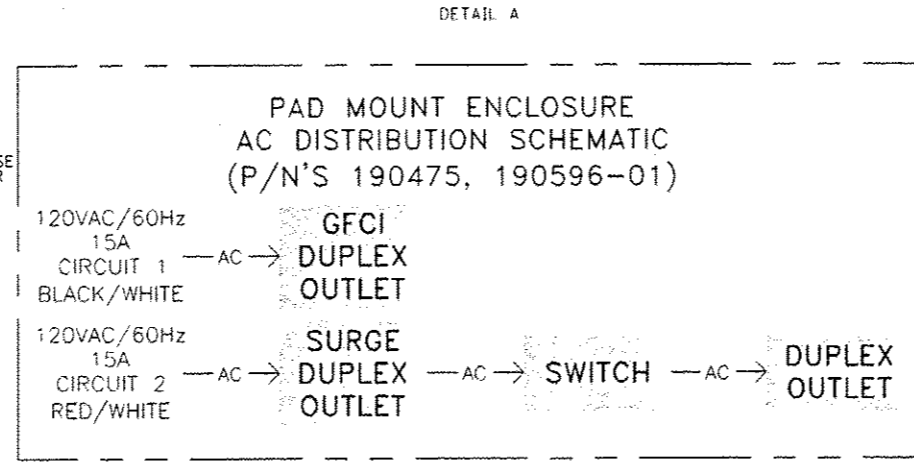 DETAIL A
PAD MOUNT ENCLOSURE
AC DISTRIBUTION SCHEMATIC
(P/N'S 190475, 190596-01)
120VAC/60Hz
15A
CIRCUIT 1
BLACK/WHITE
AC
GFCI
DUPLEX
OUTLET
120VAC/60Hz
15A
CIRCUIT 2
RED/WHITE
AC
SURGE
DUPLEX
OUTLET
AC
SWITCH
AC
DUPLEX
OUTLET